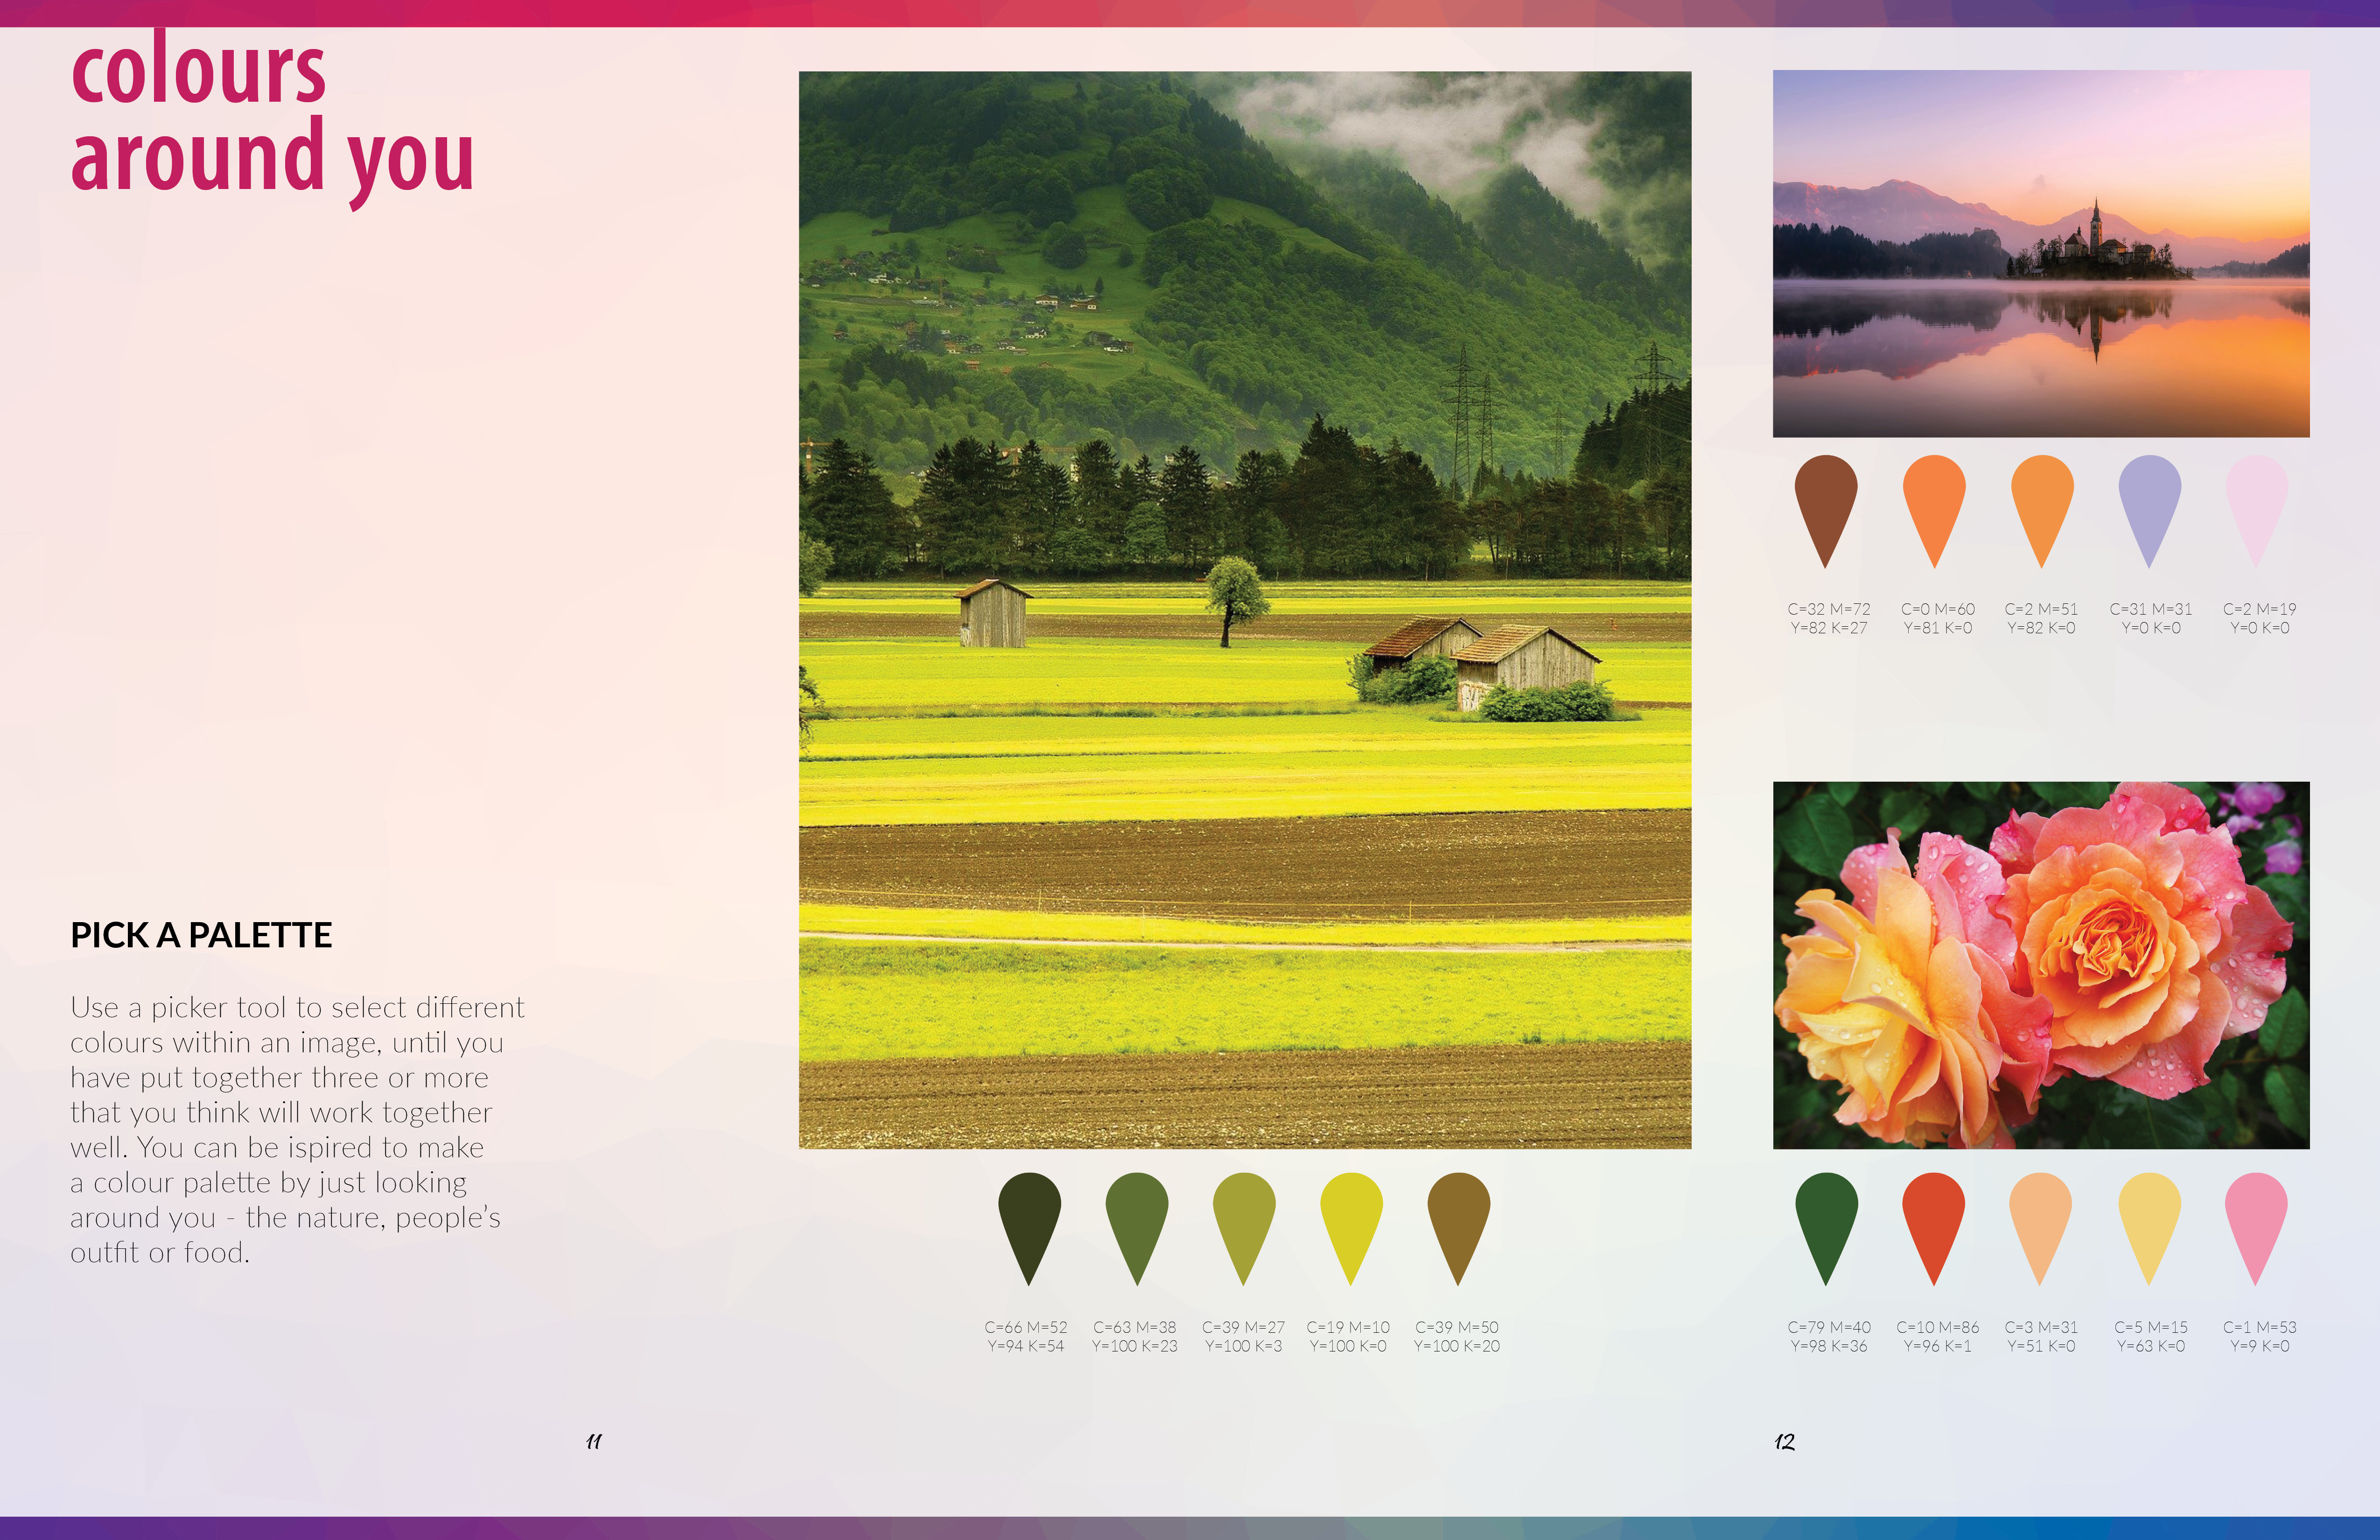 colours
around you
PICK A PALETTE
Use a picker tool to select different
colours within an image, until you
have put together three or more
that you think will work together
well. You can be ispired to make
a colour palette by just looking
around you - the nature, people’s
outfit or food.
C=66 M=52
Y=94 K=54
C=63 M=38
Y=100 K=23
C=39 M=27
Y=100 K=3
C=19 M=10
Y=100 K=0
C=39 M=50
Y=100 K=20
C=32 M=72
Y=82 K=27
C=0 M=60
Y=81 K=0
C=2 M=51
Y=82 K=0
C=31 M=31
Y=0 K=0
C=2 M=19
Y=0 K=0
C=79 M=40
Y=98 K=36
C=10 M=86
Y=96 K=1
C=3 M=31
Y=51 K=0
C=5 M=15
Y=63 K=0
C=1 M=53
Y=9 K=0
11
12